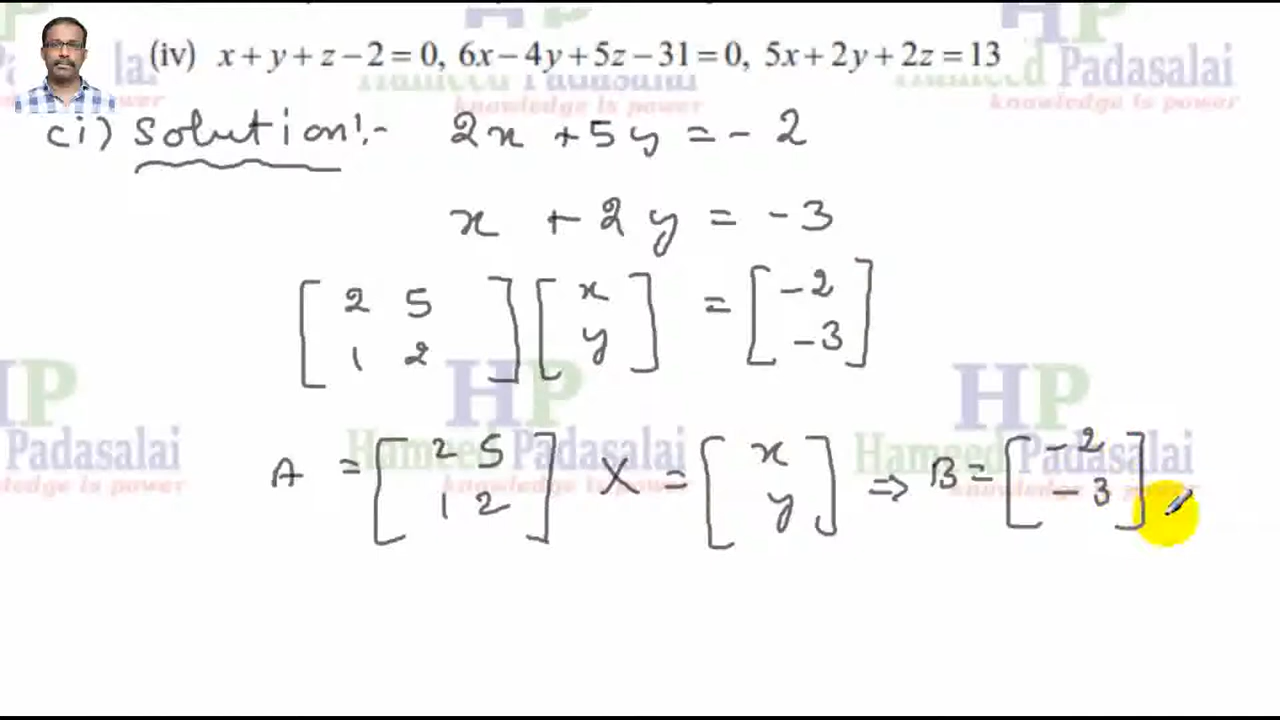 (iv) x + y + z − 2 = 0, 6x − 4y + 5z − 31 = 0, 5x + 2y + 2z = 13
(i) Solution:- 2x + 5y = -2
x + 2y = -3
[2 5; 1 2] [x; y] = [-2; -3]
A = [2 5; 1 2] X = [x; y] ⇒ B = [-2; -3]
HP
Hameed Padasalai
knowledge is power